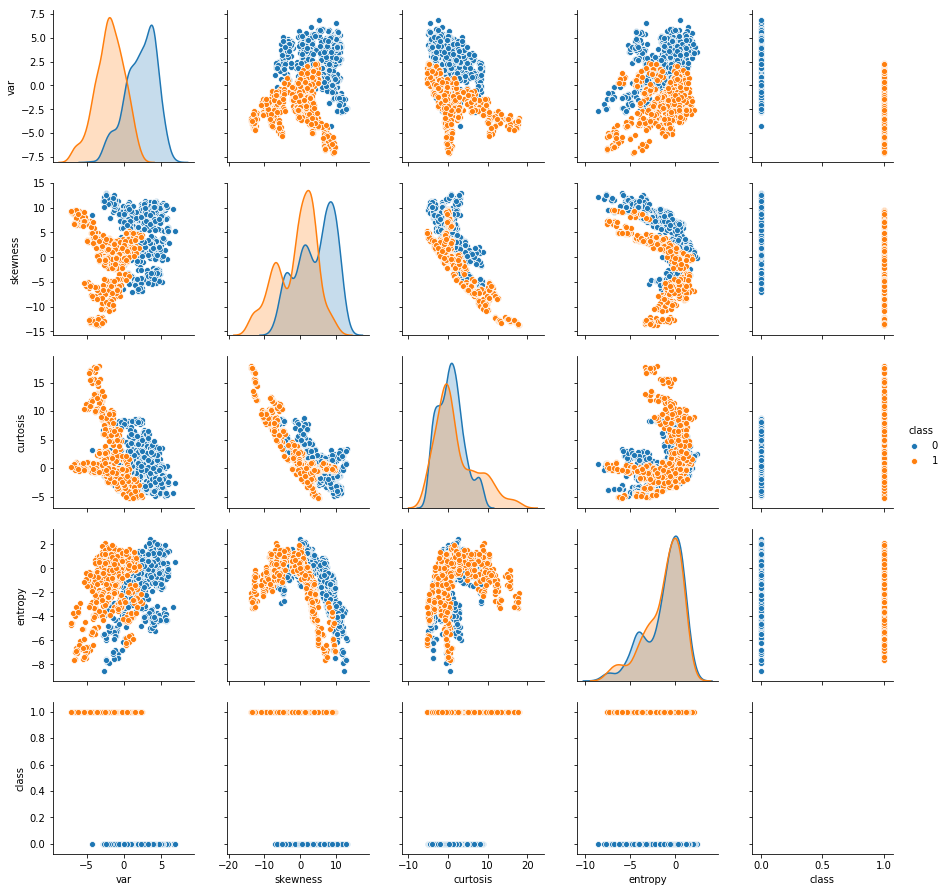 7.5
5.0
2.5
0.0
−2.5
−5.0
−7.5
var
15
10
5
0
−5
−10
−15
skewness
15
10
5
0
−5
curtosis
class
0
1
2
0
−2
−4
−6
−8
entropy
1.0
0.8
0.6
0.4
0.2
0.0
class
−5 0 5
var
−20 −10 0 10
skewness
−10 0 10 20
curtosis
−10 −5 0
entropy
0.0 0.5 1.0
class